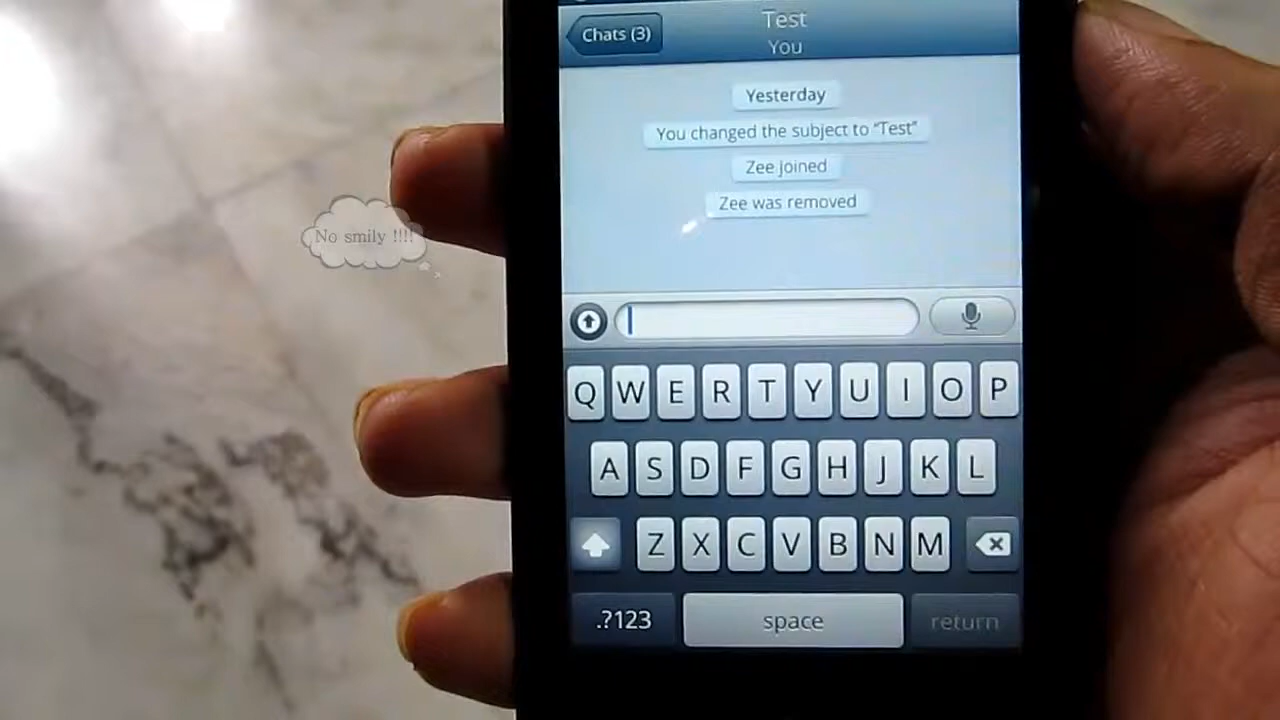 Chats (3)
Test
You
Yesterday
You changed the subject to “Test”
Zee joined
Zee was removed
No smily !!!!
Q W E R T Y U I O P
A S D F G H J K L
Z X C V B N M
.?123 space return